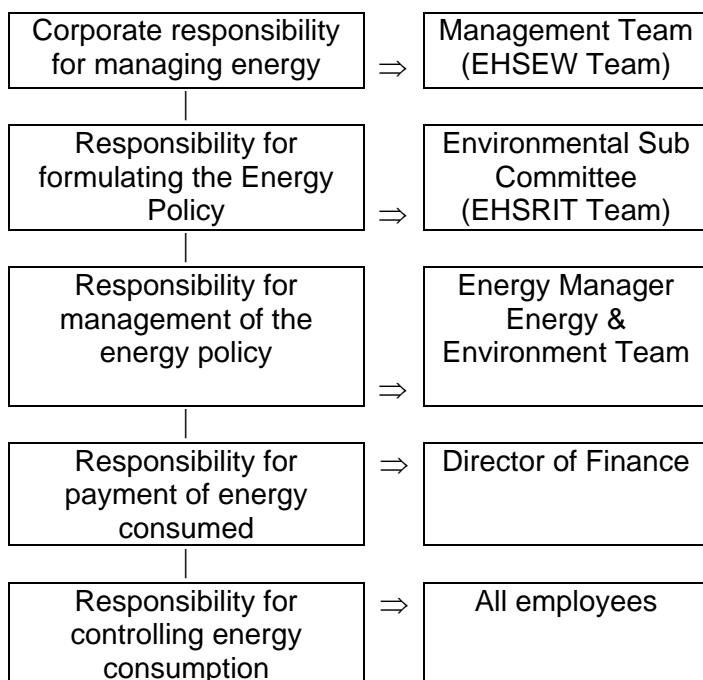 Corporate responsibility
for managing energy
⇒
Management Team
(EHSEW Team)
Responsibility for
formulating the Energy
Policy
⇒
Environmental Sub
Committee
(EHSRIT Team)
Responsibility for
management of the
energy policy
⇒
Energy Manager
Energy &
Environment Team
Responsibility for
payment of energy
consumed
⇒
Director of Finance
Responsibility for
controlling energy
consumption
⇒
All employees